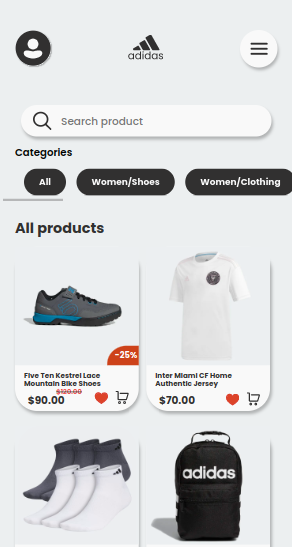 adidas
Search product
Categories
All
Women/Shoes
Women/Clothing
All products
-25%
Five Ten Kestrel Lace
Mountain Bike Shoes
$120.00
$90.00
Inter Miami CF Home
Authentic Jersey
$70.00
adidas